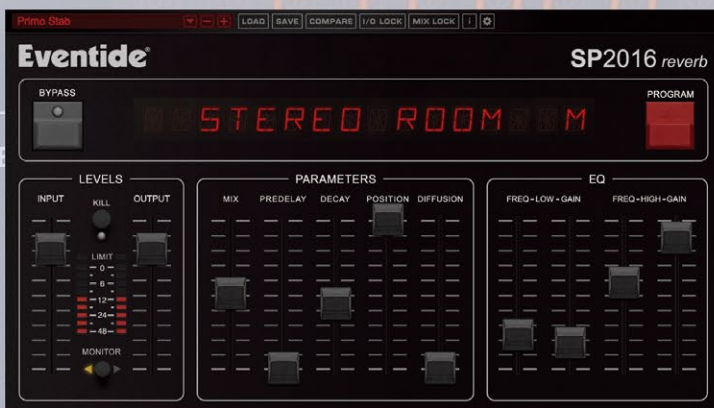 Primo Stab LOAD SAVE COMPARE I/O LOCK MIX LOCK i
Eventide® SP2016 reverb
BYPASS
STEREO ROOM M
PROGRAM
LEVELS
INPUT KILL OUTPUT
LIMIT
0
6
12
24
48
MONITOR
PARAMETERS
MIX PREDELAY DECAY POSITION DIFFUSION
EQ
FREQ-LOW-GAIN FREQ-HIGH-GAIN